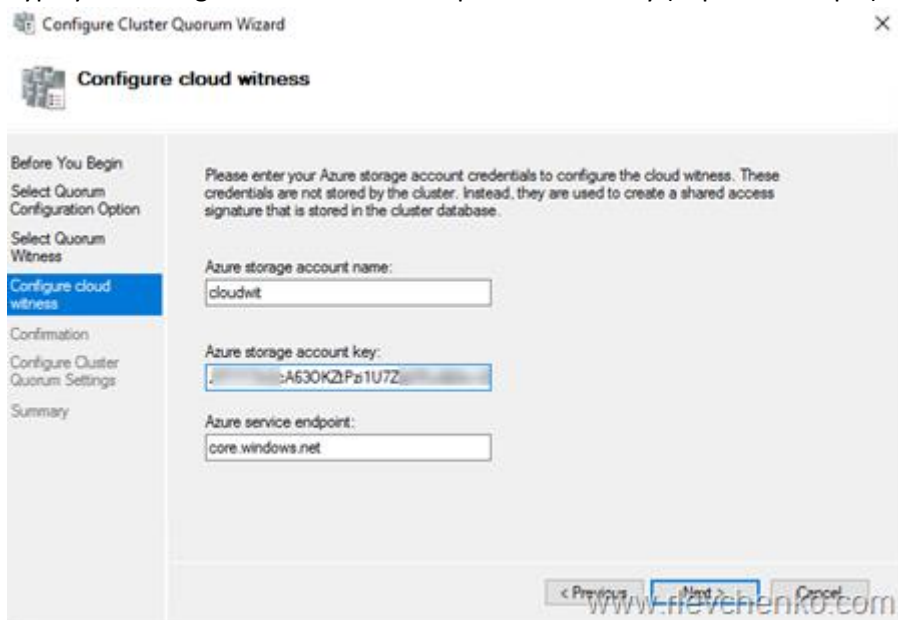 Configure Cluster Quorum Wizard
Configure cloud witness
Before You Begin
Select Quorum
Configuration Option
Select Quorum
Witness
Configure cloud
witness
Confirmation
Configure Cluster
Quorum Settings
Summary
Please enter your Azure storage account credentials to configure the cloud witness. These
credentials are not stored by the cluster. Instead, they are used to create a shared access
signature that is stored in the cluster database.
Azure storage account name:
cloudwit
Azure storage account key:
Azure service endpoint:
core.windows.net
< Previous
Next >
Cancel
www.rlevchenko.com